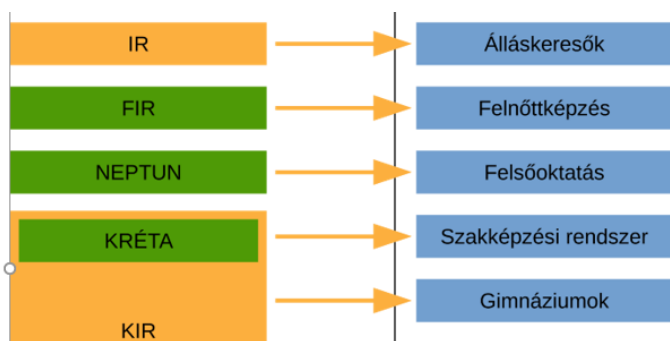 IR
Álláskeresők
FIR
Felnőttképzés
NEPTUN
Felsőoktatás
KRÉTA
Szakképzési rendszer
Gimnáziumok
KIR